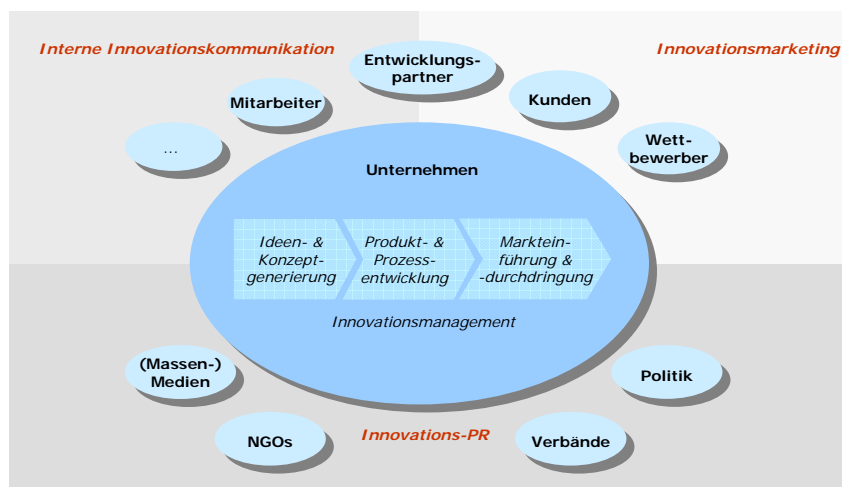 Interne Innovationskommunikation
Innovationsmarketing
Entwicklungs-
partner
Mitarbeiter
Kunden
...
Wett-
bewerber
Unternehmen
Ideen- &
Konzept-
generierung
Produkt- &
Prozess-
entwicklung
Marktein-
führung &
-durchdringung
Innovationsmanagement
(Massen-)
Medien
Politik
NGOs
Innovations-PR
Verbände